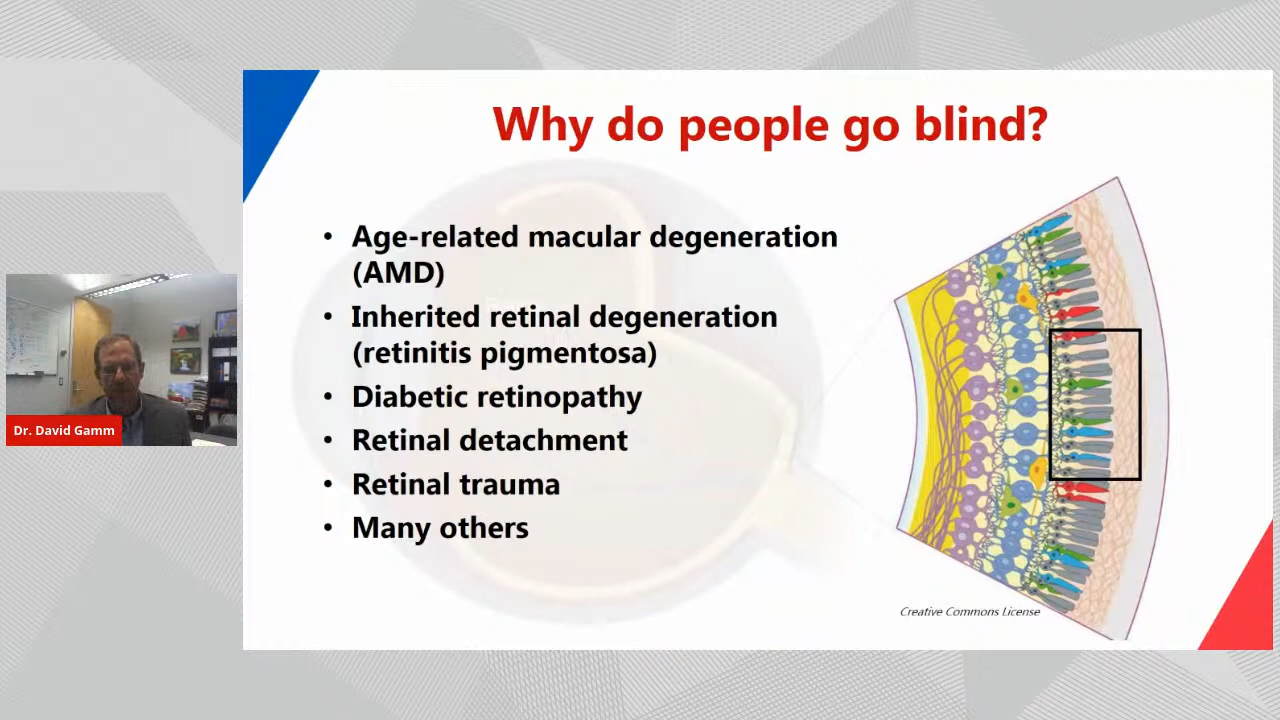 Why do people go blind?
• Age-related macular degeneration
(AMD)
• Inherited retinal degeneration
(retinitis pigmentosa)
• Diabetic retinopathy
• Retinal detachment
• Retinal trauma
• Many others
Creative Commons License
Dr. David Gamm